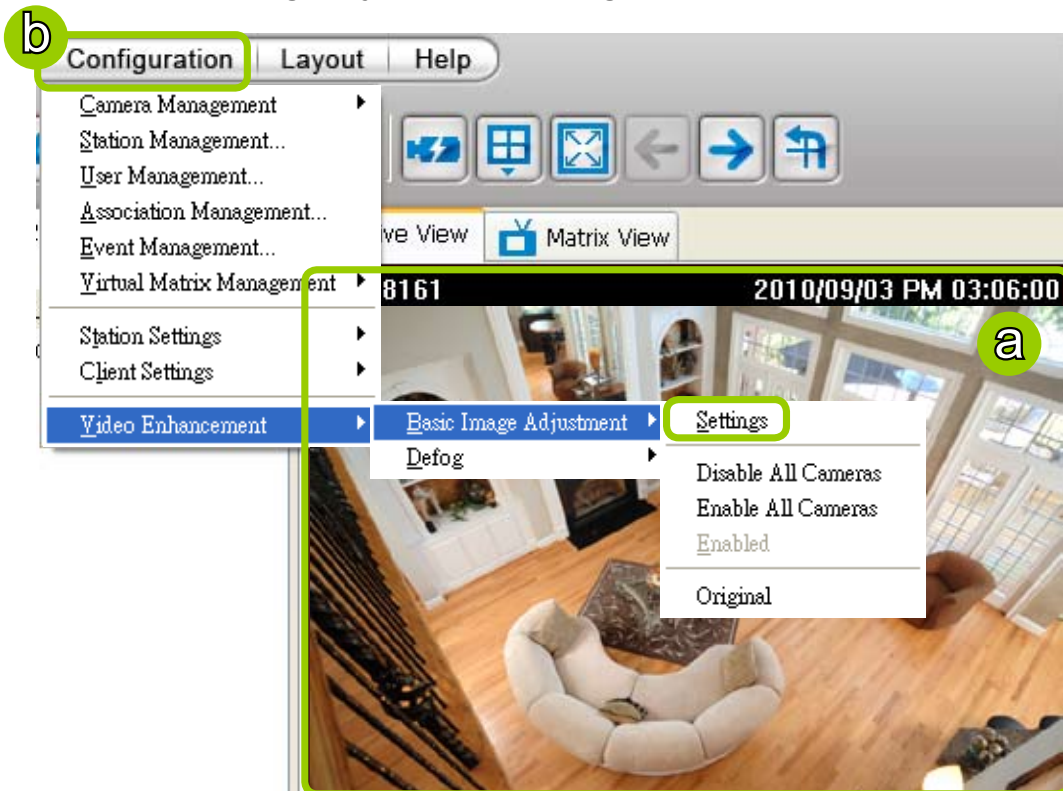 b
Configuration Layout Help
Camera Management
Station Management...
User Management...
Association Management...
Event Management...
Virtual Matrix Management
Station Settings
Client Settings
Video Enhancement
View
Matrix View
8161 2010/09/03 PM 03:06:00
a
Basic Image Adjustment
Defog
Settings
Disable All Cameras
Enable All Cameras
Enabled
Original